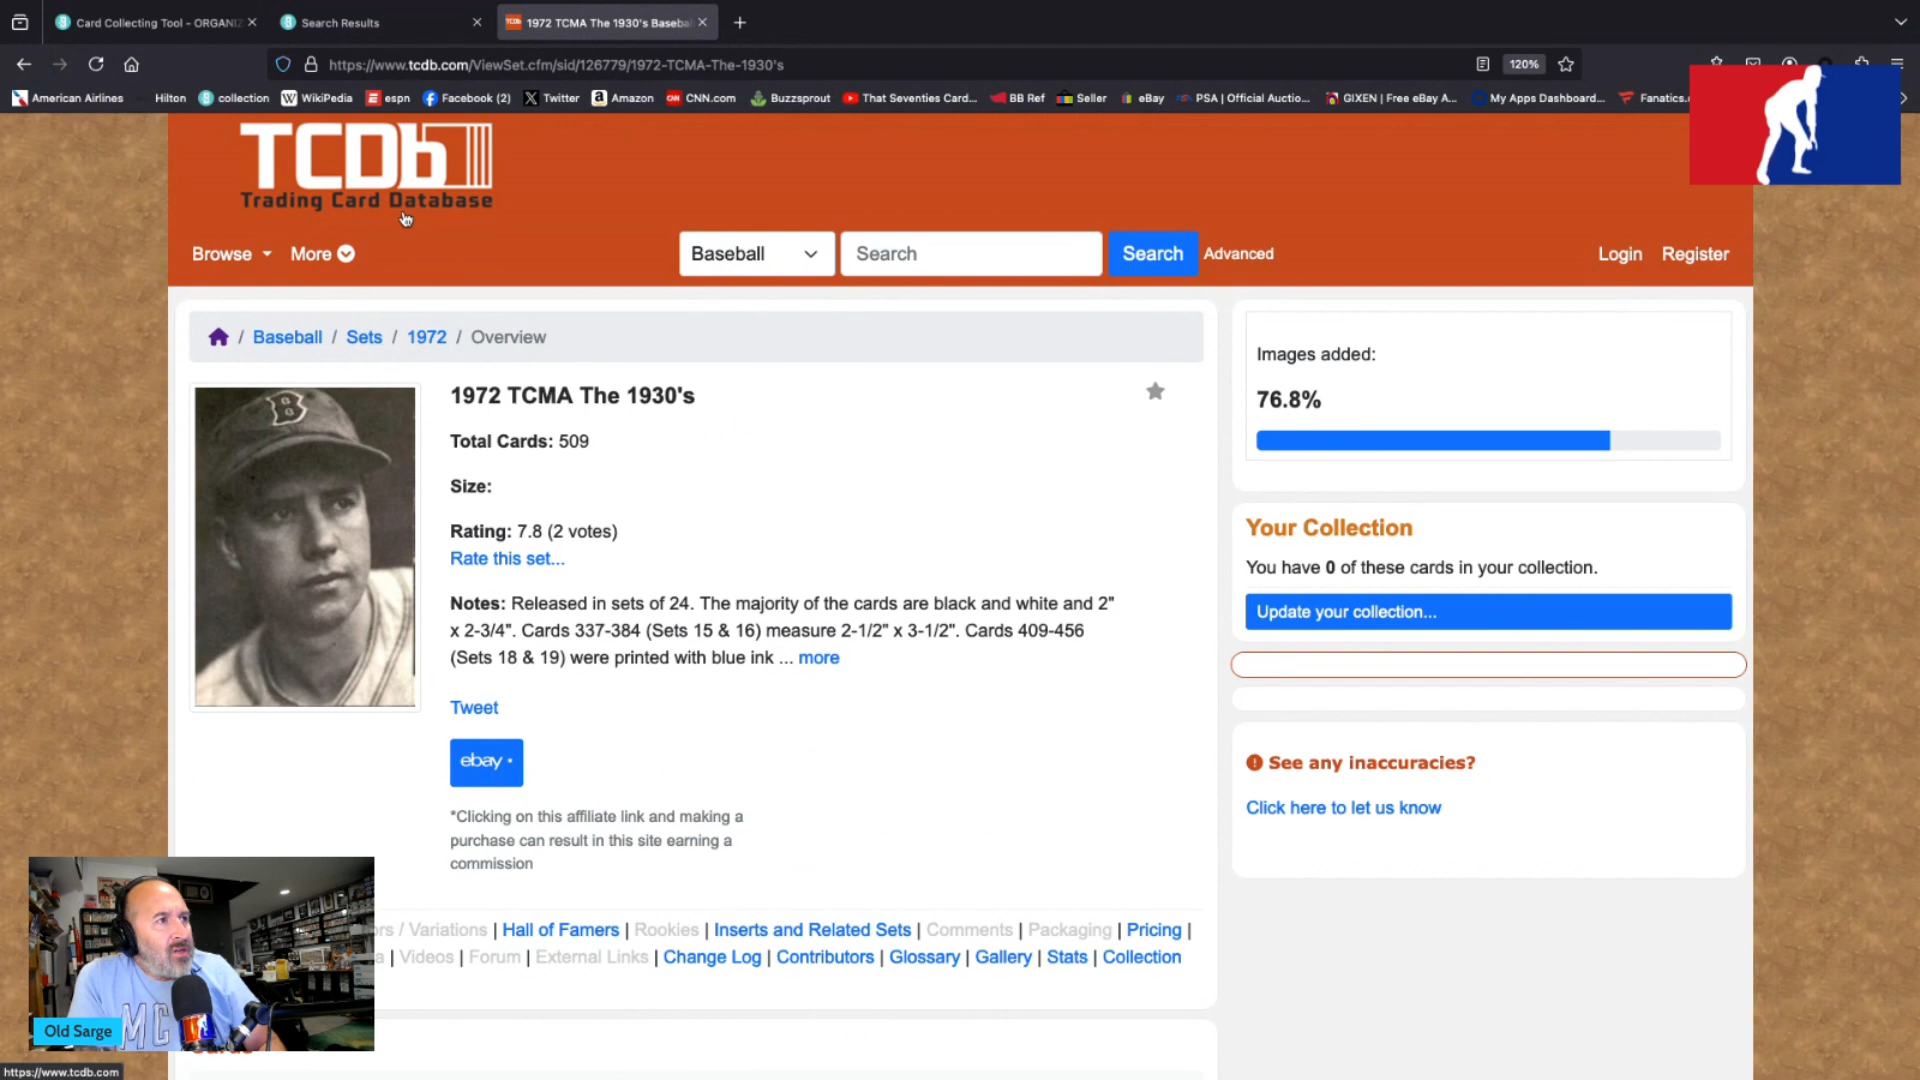 Card Collecting Tool - ORGANIZ
Search Results
TCDb 1972 TCMA The 1930's Basebal
https://www.tcdb.com/ViewSet.cfm/sid/126779/1972-TCMA-The-1930's
120%
American Airlines
Hilton
collection
WikiPedia
espn
Facebook (2)
Twitter
Amazon
CNN.com
Buzzsprout
That Seventies Card...
BB Ref
Seller
eBay
PSA | Official Auctio...
GIXEN | Free eBay A...
My Apps Dashboard...
Fanatics.
TCDb
Trading Card Database
Browse
More
Baseball
Search
Search
Advanced
Login
Register
/ Baseball / Sets / 1972 / Overview
B
1972 TCMA The 1930's
Total Cards: 509
Size:
Rating: 7.8 (2 votes)
Rate this set...
Notes: Released in sets of 24. The majority of the cards are black and white and 2"
x 2-3/4". Cards 337-384 (Sets 15 & 16) measure 2-1/2" x 3-1/2". Cards 409-456
(Sets 18 & 19) were printed with blue ink ... more
Tweet
ebay
*Clicking on this affiliate link and making a
purchase can result in this site earning a
commission
Images added:
76.8%
Your Collection
You have 0 of these cards in your collection.
Update your collection...
See any inaccuracies?
Click here to let us know
rs / Variations | Hall of Famers | Rookies | Inserts and Related Sets | Comments | Packaging | Pricing |
a | Videos | Forum | External Links | Change Log | Contributors | Glossary | Gallery | Stats | Collection
Old Sarge
MC
https://www.tcdb.com